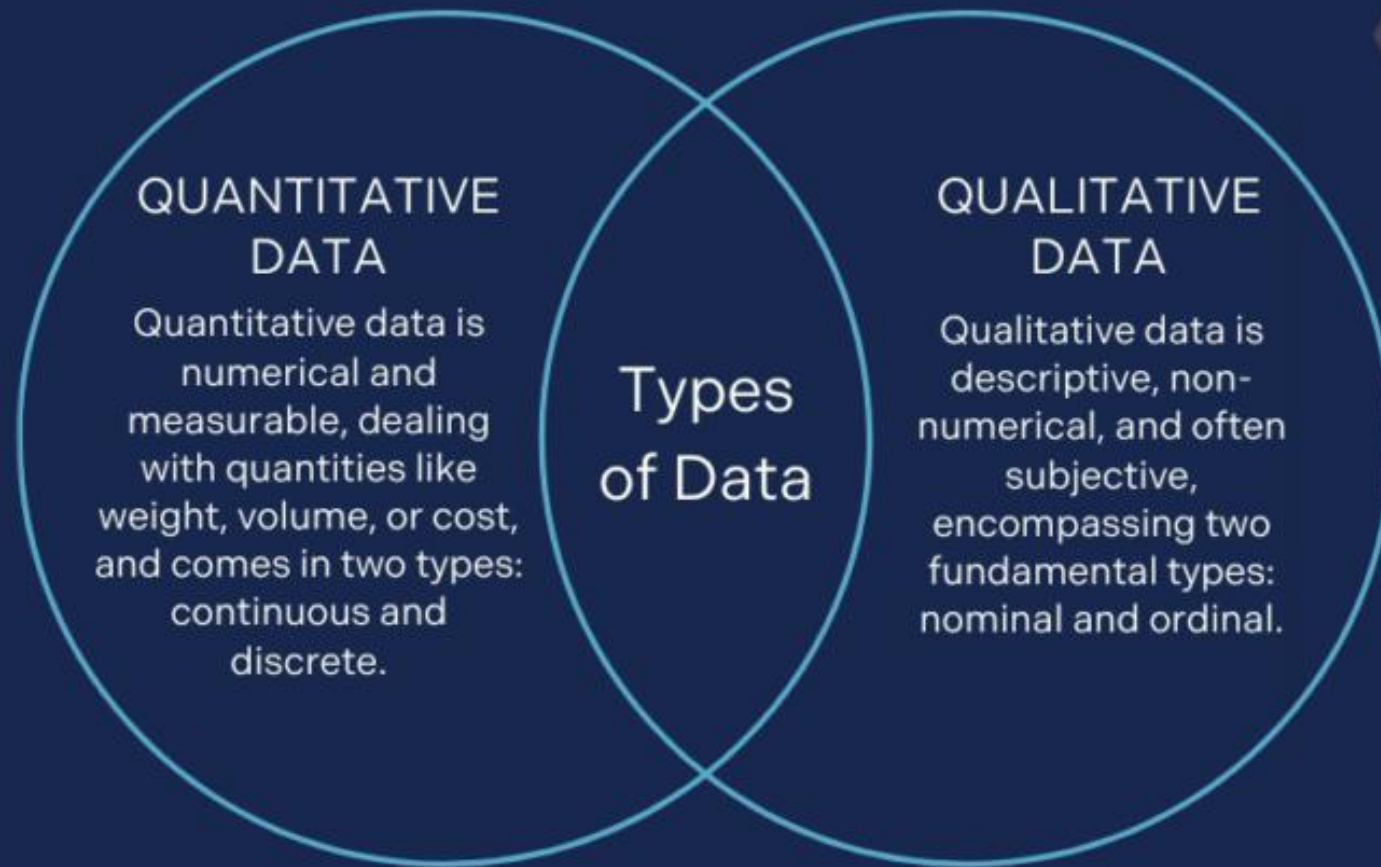 QUANTITATIVE
DATA
Quantitative data is
numerical and
measurable, dealing
with quantities like
weight, volume, or cost,
and comes in two types:
continuous and
discrete.
Types
of Data
QUALITATIVE
DATA
Qualitative data is
descriptive, non-
numerical, and often
subjective,
encompassing two
fundamental types:
nominal and ordinal.